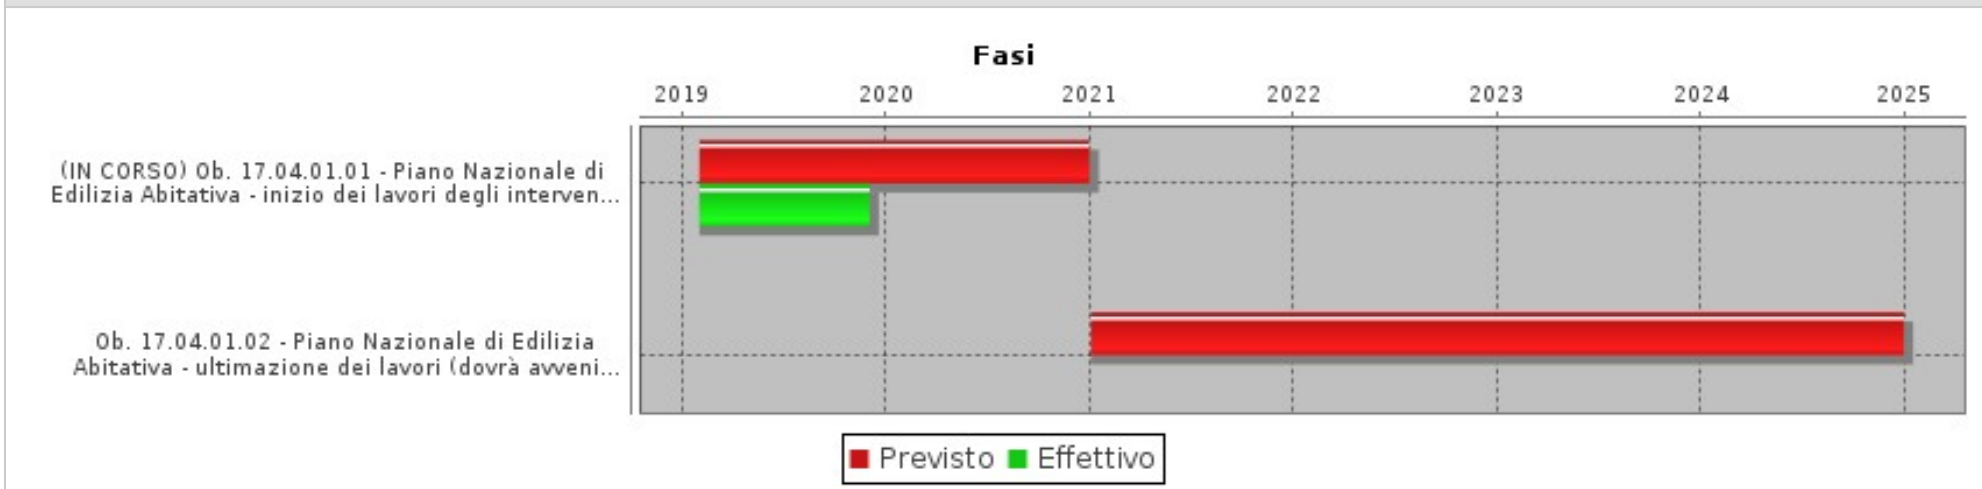 Fasi
2019 2020 2021 2022 2023 2024 2025
(IN CORSO) Ob. 17.04.01.01 - Piano Nazionale di
Edilizia Abitativa - inizio dei lavori degli interven...
Ob. 17.04.01.02 - Piano Nazionale di Edilizia
Abitativa - ultimazione dei lavori (dovrà avveni...
Previsto Effettivo